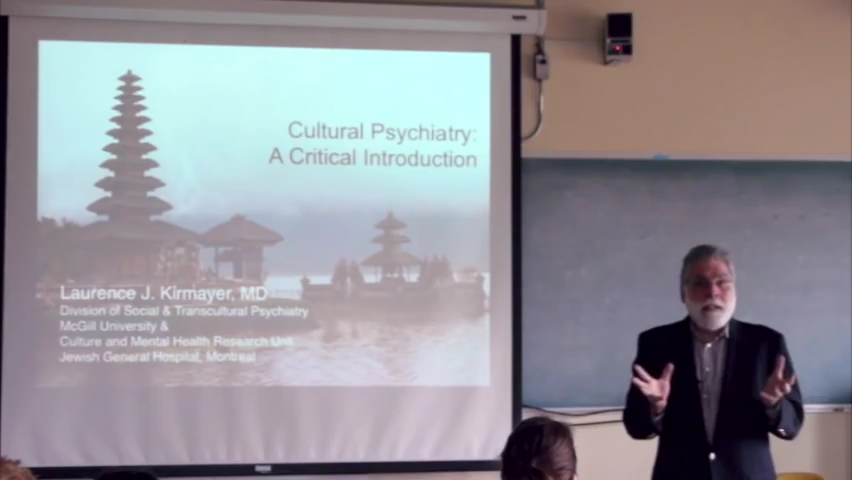 Cultural Psychiatry:
A Critical Introduction
Laurence J. Kirmayer, MD
Division of Social & Transcultural Psychiatry
McGill University &
Culture and Mental Health Research Unit
Jewish General Hospital, Montreal